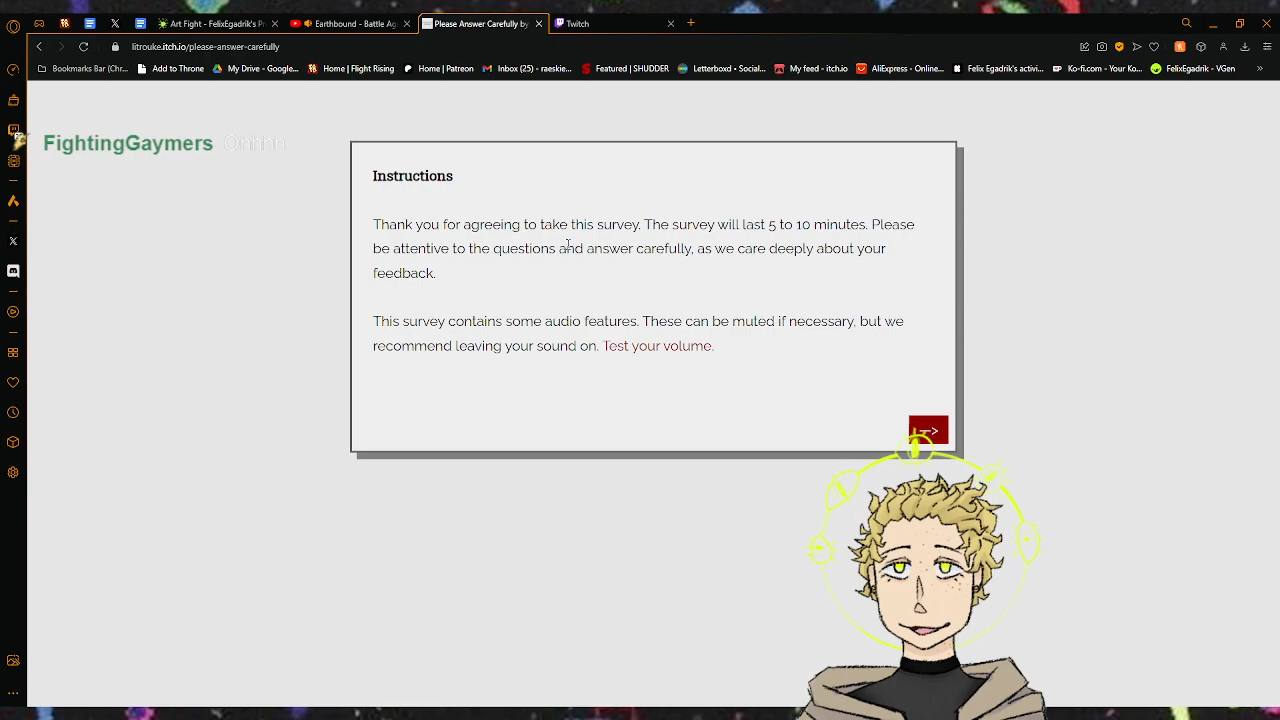 Art Fight - FelixEgadrik's Pr
Earthbound - Battle Ag
Please Answer Carefully by
Twitch
litrouke.itch.io/please-answer-carefully
Bookmarks Bar (Chr...
Add to Throne
My Drive - Google...
Home | Flight Rising
Home | Patreon
Inbox (25) - raeskie...
Featured | SHUDDER
Letterboxd • Social...
My feed - itch.io
AliExpress - Online...
Felix Egadrik's activi...
Ko-fi.com - Your Ko...
FelixEgadrik - VGen
FightingGaymers Ohhhh
Instructions
Thank you for agreeing to take this survey. The survey will last 5 to 10 minutes. Please
be attentive to the questions and answer carefully, as we care deeply about your
feedback.
This survey contains some audio features. These can be muted if necessary, but we
recommend leaving your sound on. Test your volume.
—>